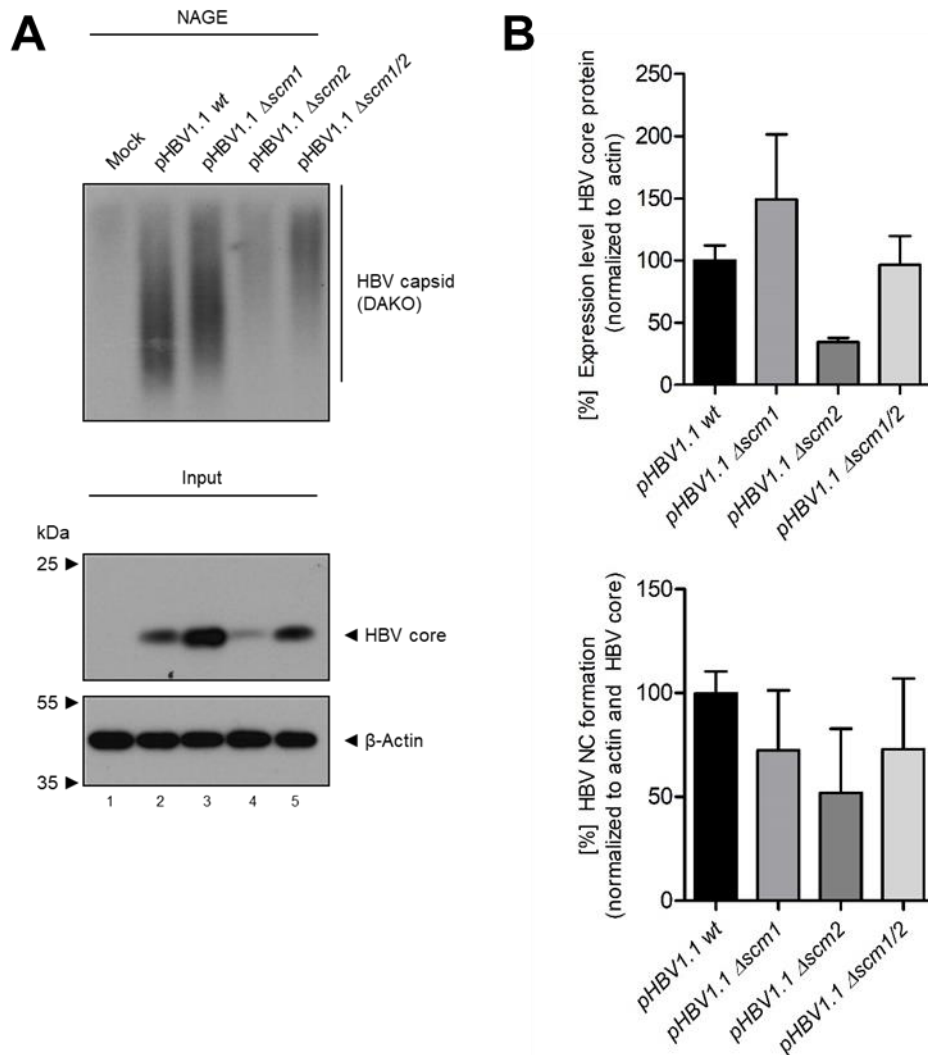 A
NAGE
Mock
pHBV1.1 wt
pHBV1.1 Δscm1
pHBV1.1 Δscm2
pHBV1.1 Δscm1/2
HBV capsid
(DAKO)
Input
kDa
25
HBV core
55
β-Actin
35
1 2 3 4 5
B
[%] Expression level HBV core protein
(normalized to actin)
250
200
150
100
50
0
pHBV1.1 wt
pHBV1.1 Δscm1
pHBV1.1 Δscm2
pHBV1.1 Δscm1/2
[%] HBV NC formation
(normalized to actin and HBV core)
150
100
50
0
pHBV1.1 wt
pHBV1.1 Δscm1
pHBV1.1 Δscm2
pHBV1.1 Δscm1/2